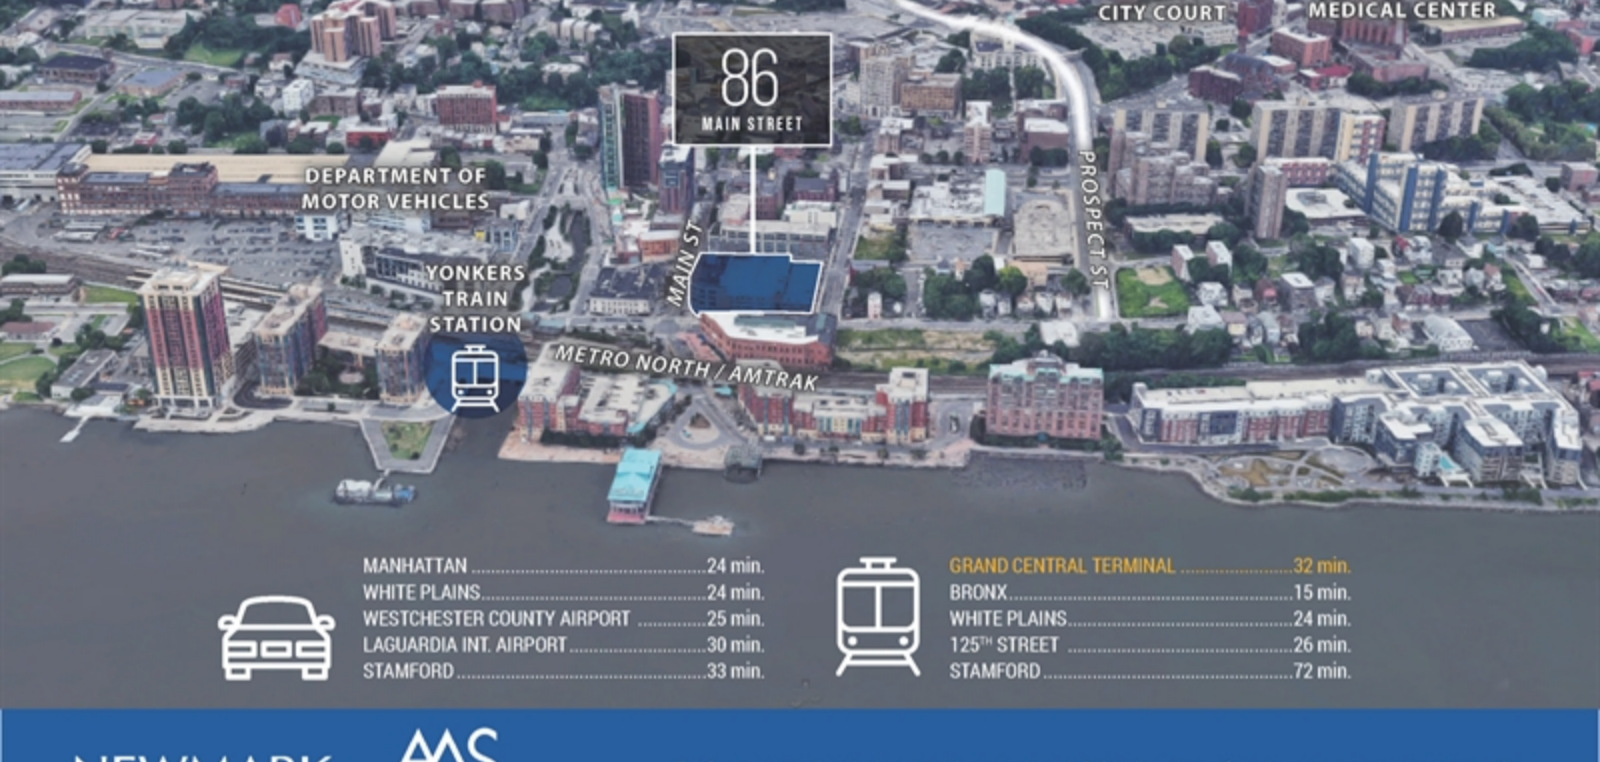 CITY COURT
MEDICAL CENTER
86
MAIN STREET
DEPARTMENT OF
MOTOR VEHICLES
MAIN ST
PROSPECT ST
YONKERS
TRAIN
STATION
METRO NORTH / AMTRAK
MANHATTAN ........ 24 min.
WHITE PLAINS ........ 24 min.
WESTCHESTER COUNTY AIRPORT ........ 25 min.
LAGUARDIA INT. AIRPORT ........ 30 min.
STAMFORD ........ 33 min.
GRAND CENTRAL TERMINAL ........ 32 min.
BRONX ........ 15 min.
WHITE PLAINS ........ 24 min.
125TH STREET ........ 26 min.
STAMFORD ........ 72 min.
NEWMARK